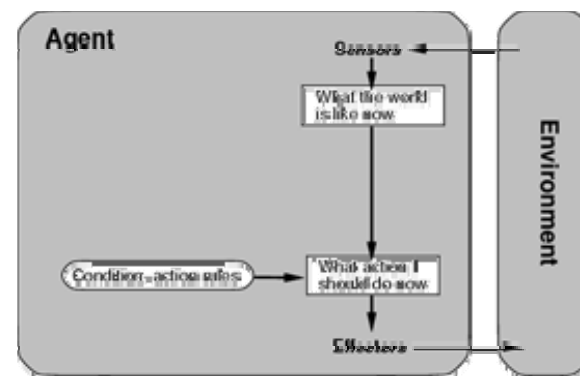 Agent
Sensors
What the world
is like now
Environment
Condition-action rules
What action I
should do now
Effectors